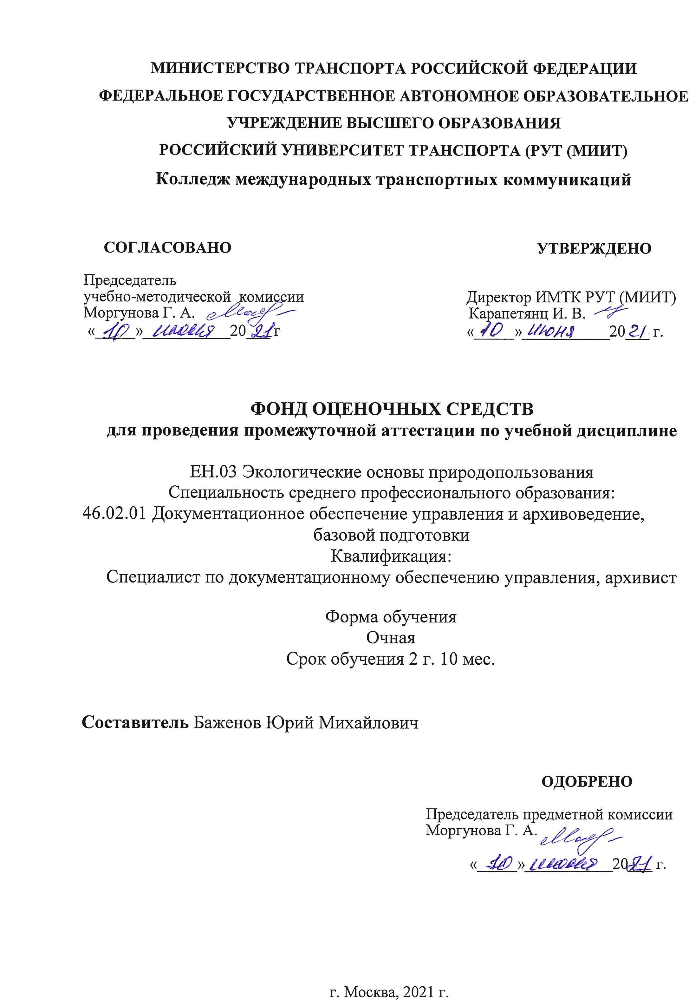 МИНИСТЕРСТВО ТРАНСПОРТА РОССИЙСКОЙ ФЕДЕРАЦИИ
ФЕДЕРАЛЬНОЕ ГОСУДАРСТВЕННОЕ АВТОНОМНОЕ ОБРАЗОВАТЕЛЬНОЕ
УЧРЕЖДЕНИЕ ВЫСШЕГО ОБРАЗОВАНИЯ
РОССИЙСКИЙ УНИВЕРСИТЕТ ТРАНСПОРТА (РУТ (МИИТ)
Колледж международных транспортных коммуникаций
СОГЛАСОВАНО
Председатель
учебно-методической комиссии
Моргунова Г. А.
«10» июня 2021г
УТВЕРЖДЕНО
Директор ИМТК РУТ (МИИТ)
Карапетянц И. В.
«10» июня 2021 г.
ФОНД ОЦЕНОЧНЫХ СРЕДСТВ
для проведения промежуточной аттестации по учебной дисциплине
ЕН.03 Экологические основы природопользования
Специальность среднего профессионального образования:
46.02.01 Документационное обеспечение управления и архивоведение,
базовой подготовки
Квалификация:
Специалист по документационному обеспечению управления, архивист
Форма обучения
Очная
Срок обучения 2 г. 10 мес.
Составитель Баженов Юрий Михайлович
ОДОБРЕНО
Председатель предметной комиссии
Моргунова Г. А.
«10» июня 2021 г.
г. Москва, 2021 г.